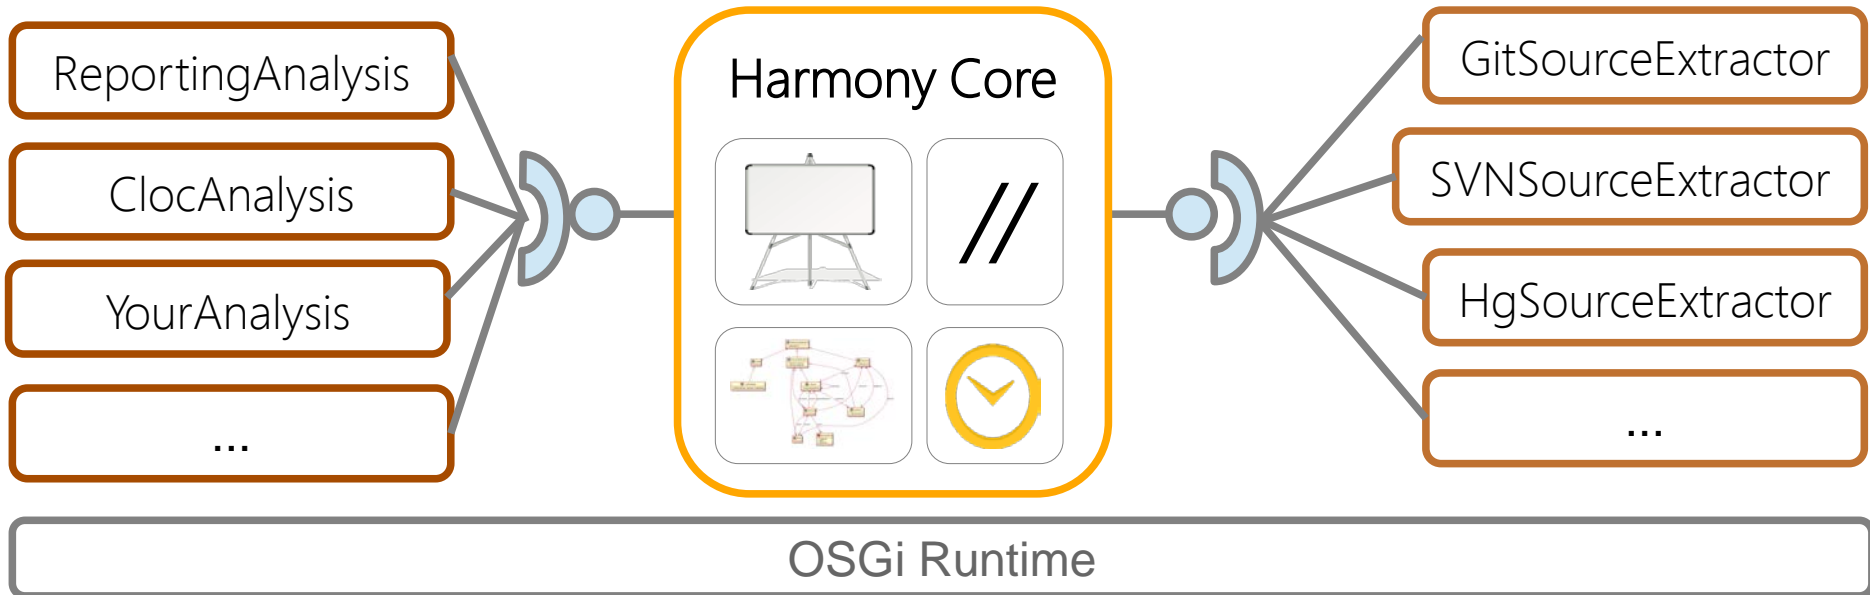 ReportingAnalysis
ClocAnalysis
YourAnalysis
...
Harmony Core
//
GitSourceExtractor
SVNSourceExtractor
HgSourceExtractor
...
OSGi Runtime